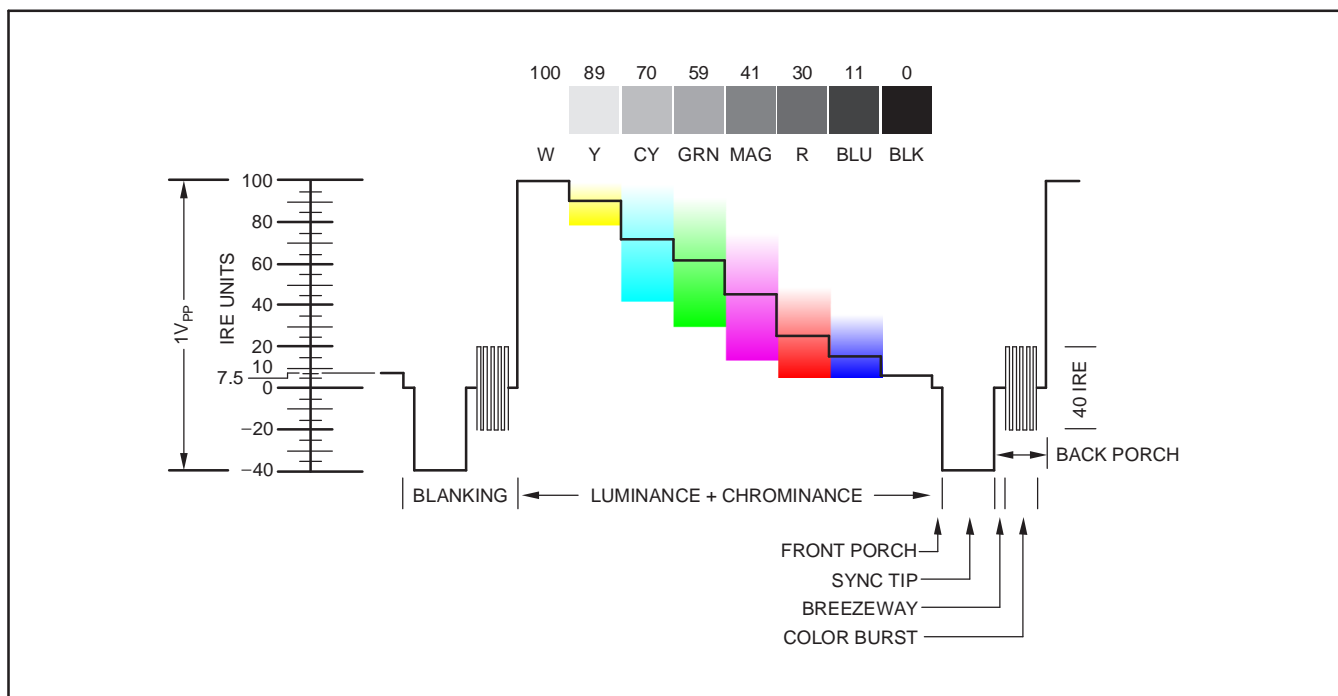 100 89 70 59 41 30 11 0
W Y CY GRN MAG R BLU BLK
1VPP
IRE UNITS
100
80
60
40
20
10
7.5
0
−20
−40
40 IRE
BACK PORCH
BLANKING
LUMINANCE + CHROMINANCE
FRONT PORCH
SYNC TIP
BREEZEWAY
COLOR BURST